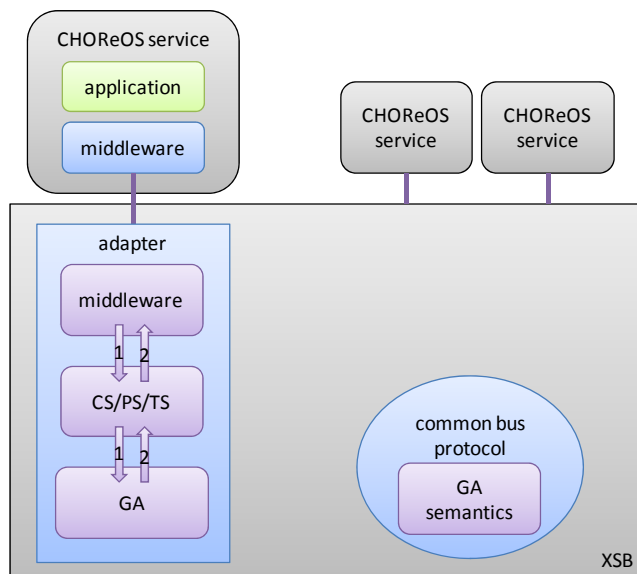 CHOReOS service
application
middleware
CHOReOS
service
CHOReOS
service
adapter
middleware
1
2
CS/PS/TS
1
2
GA
common bus
protocol
GA
semantics
XSB